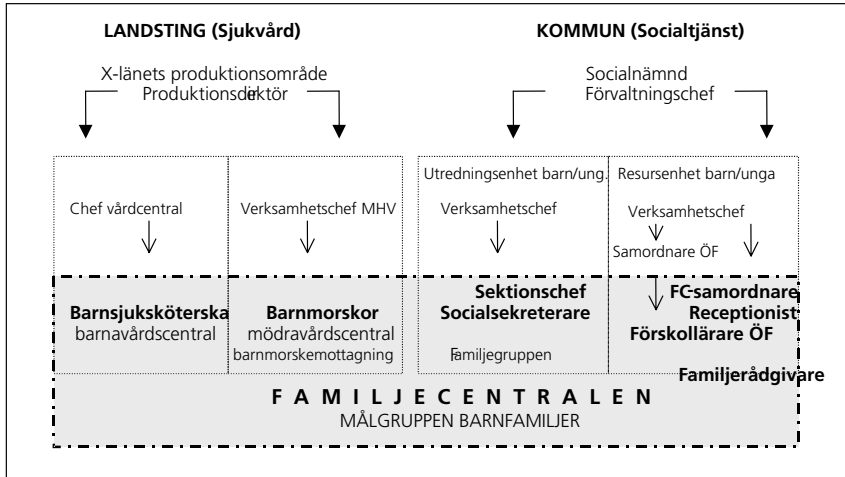 LANDSTING (Sjukvård)
KOMMUN (Socialtjänst)
X-länets produktionsområde
Produktionsdirektör
Socialnämnd
Förvaltningschef
Utredningsenhet barn/ung.
Resursenhet barn/unga
Chef vårdcentral
Verksamhetschef MHV
Verksamhetschef
Verksamhetschef
Samordnare ÖF
Barnsjuksköterska
barnavårdscentral
Barnmorskor
mödravårdscentral
barnmorskemottagning
Sektionschef
Socialsekreterare
Familjegruppen
FC-samordnare
Receptionist
Förskollärare ÖF
Familjerådgivare
FAMILJECENTRALEN
MÅLGRUPPEN BARNFAMILJER